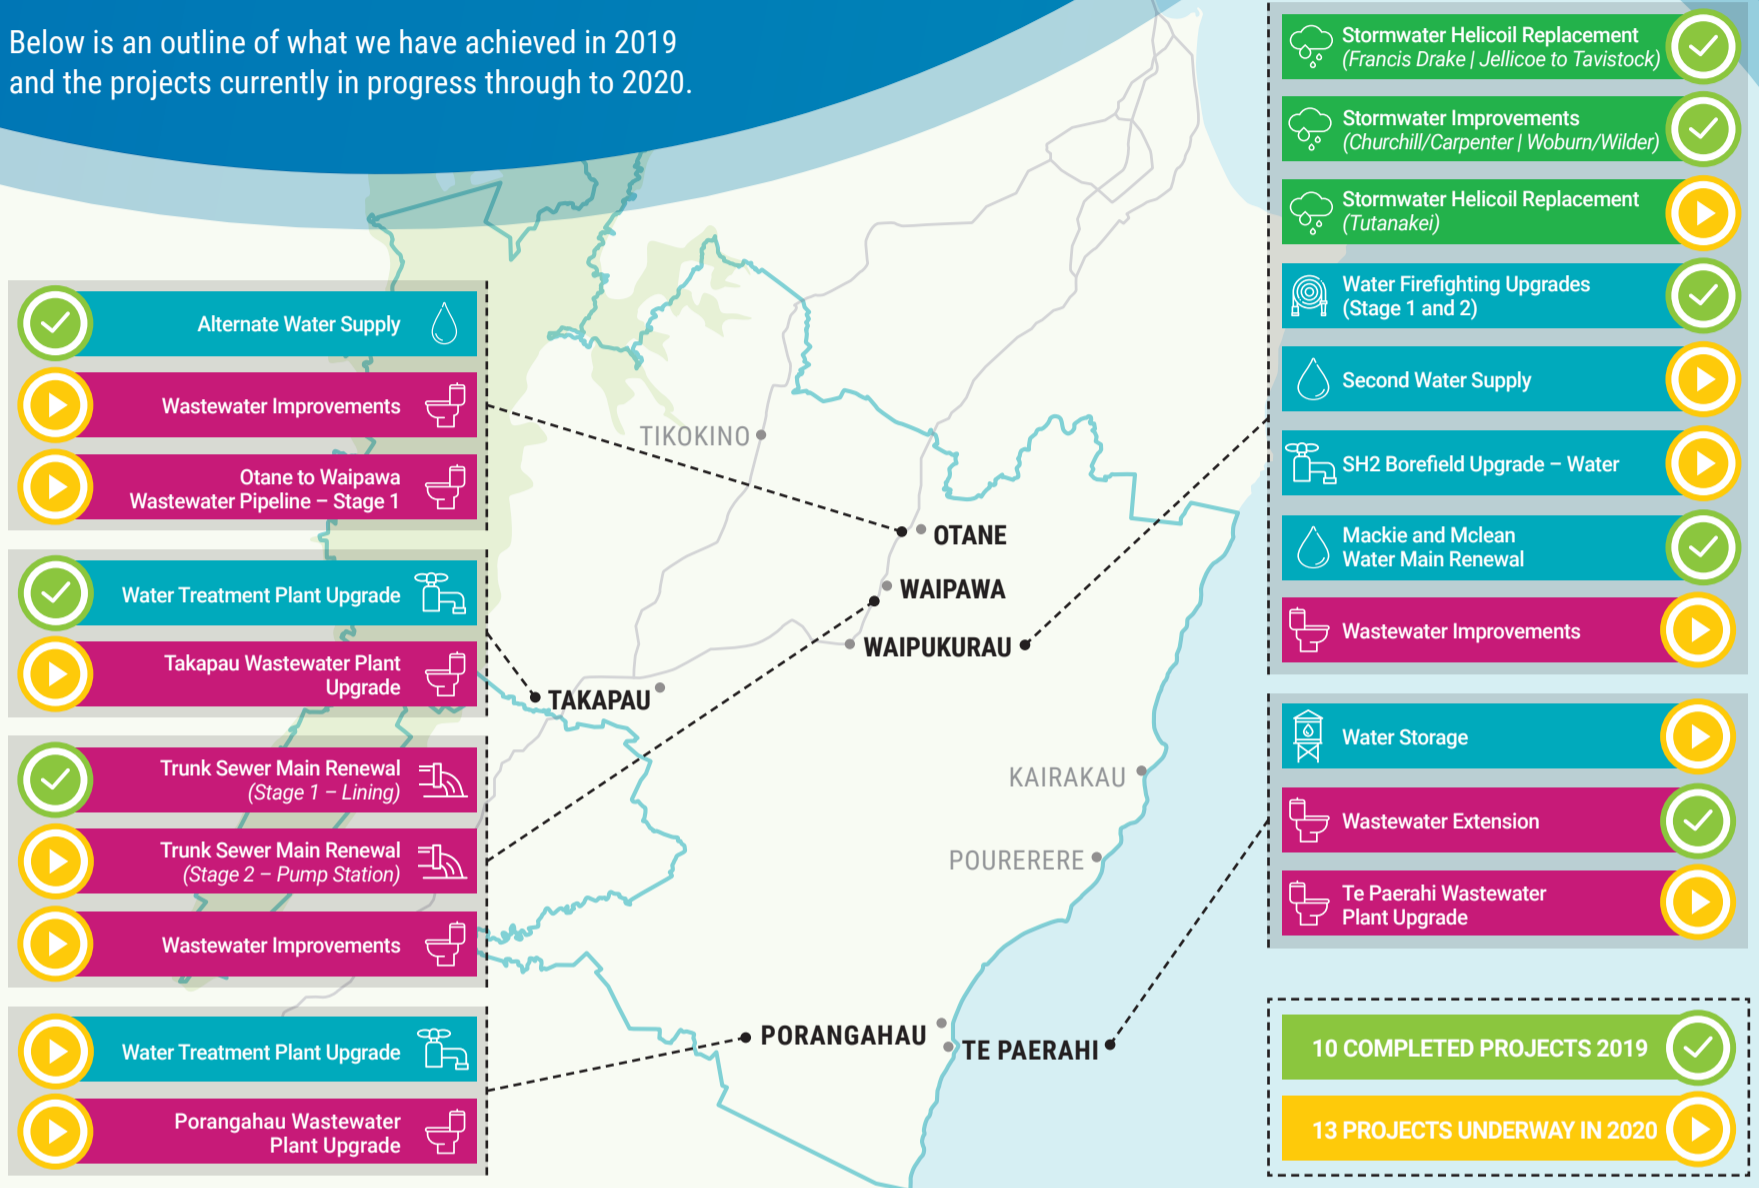 Below is an outline of what we have achieved in 2019
and the projects currently in progress through to 2020.
Alternate Water Supply
Wastewater Improvements
Otane to Waipawa
Wastewater Pipeline – Stage 1
Water Treatment Plant Upgrade
Takapau Wastewater Plant
Upgrade
Trunk Sewer Main Renewal
(Stage 1 – Lining)
Trunk Sewer Main Renewal
(Stage 2 – Pump Station)
Wastewater Improvements
Water Treatment Plant Upgrade
Porangahau Wastewater
Plant Upgrade
TIKOKINO
OTANE
WAIPAWA
WAIPUKURAU
TAKAPAU
KAIRAKAU
POURERERE
PORANGAHAU
TE PAERAHI
Stormwater Helicoil Replacement
(Francis Drake | Jellicoe to Tavistock)
Stormwater Improvements
(Churchill/Carpenter | Woburn/Wilder)
Stormwater Helicoil Replacement
(Tutanakei)
Water Firefighting Upgrades
(Stage 1 and 2)
Second Water Supply
SH2 Borefield Upgrade – Water
Mackie and Mclean
Water Main Renewal
Wastewater Improvements
Water Storage
Wastewater Extension
Te Paerahi Wastewater
Plant Upgrade
10 COMPLETED PROJECTS 2019
13 PROJECTS UNDERWAY IN 2020